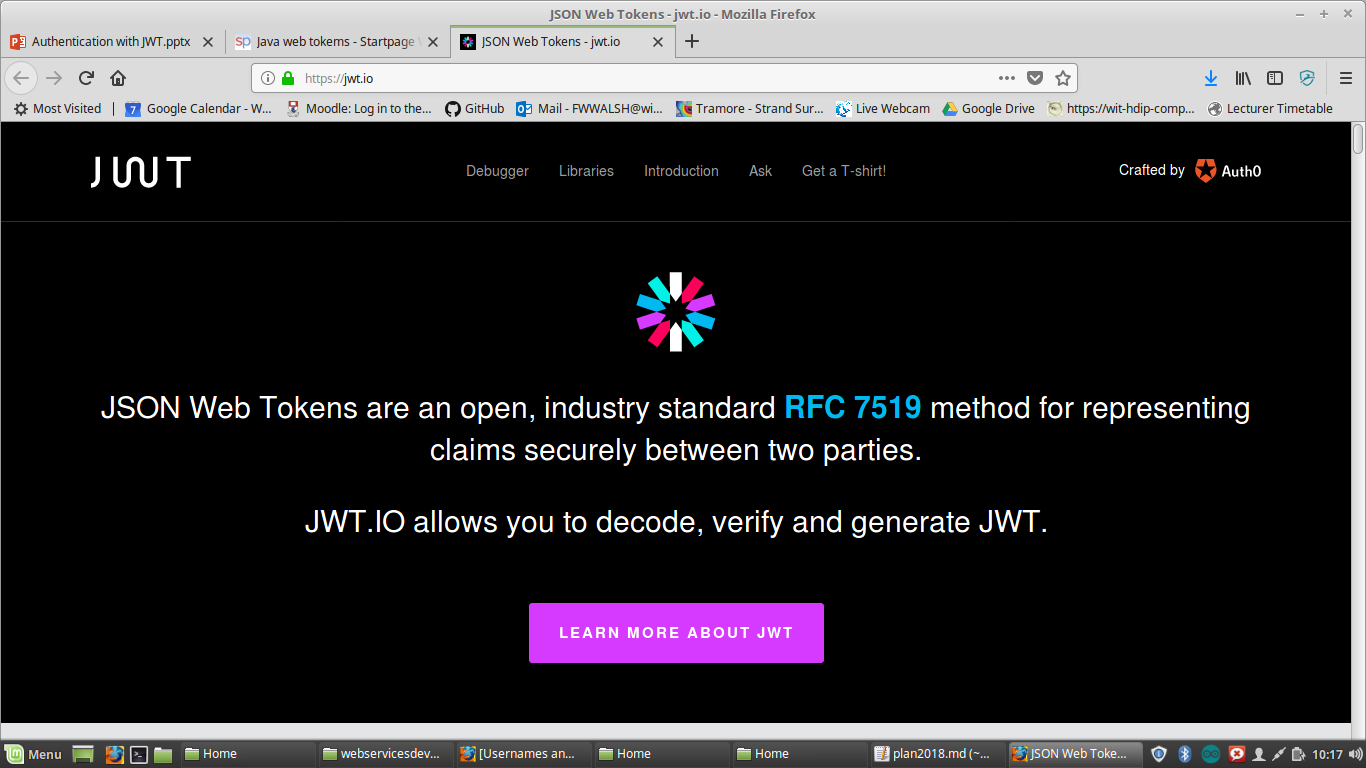 JSON Web Tokens - jwt.io - Mozilla Firefox
Authentication with JWT.pptx
Java web tokems - Startpage
JSON Web Tokens - jwt.io
https://jwt.io
Most Visited
Google Calendar - W...
Moodle: Log in to the...
GitHub
Mail - FWWALSH@wi...
Tramore - Strand Sur...
Live Webcam
Google Drive
https://wit-hdip-comp...
Lecturer Timetable
JWT
Debugger
Libraries
Introduction
Ask
Get a T-shirt!
Crafted by Auth0
JSON Web Tokens are an open, industry standard RFC 7519 method for representing
claims securely between two parties.
JWT.IO allows you to decode, verify and generate JWT.
LEARN MORE ABOUT JWT
Menu
Home
webservicesdev...
[Usernames an...
Home
Home
plan2018.md (~...
JSON Web Toke...
10:17